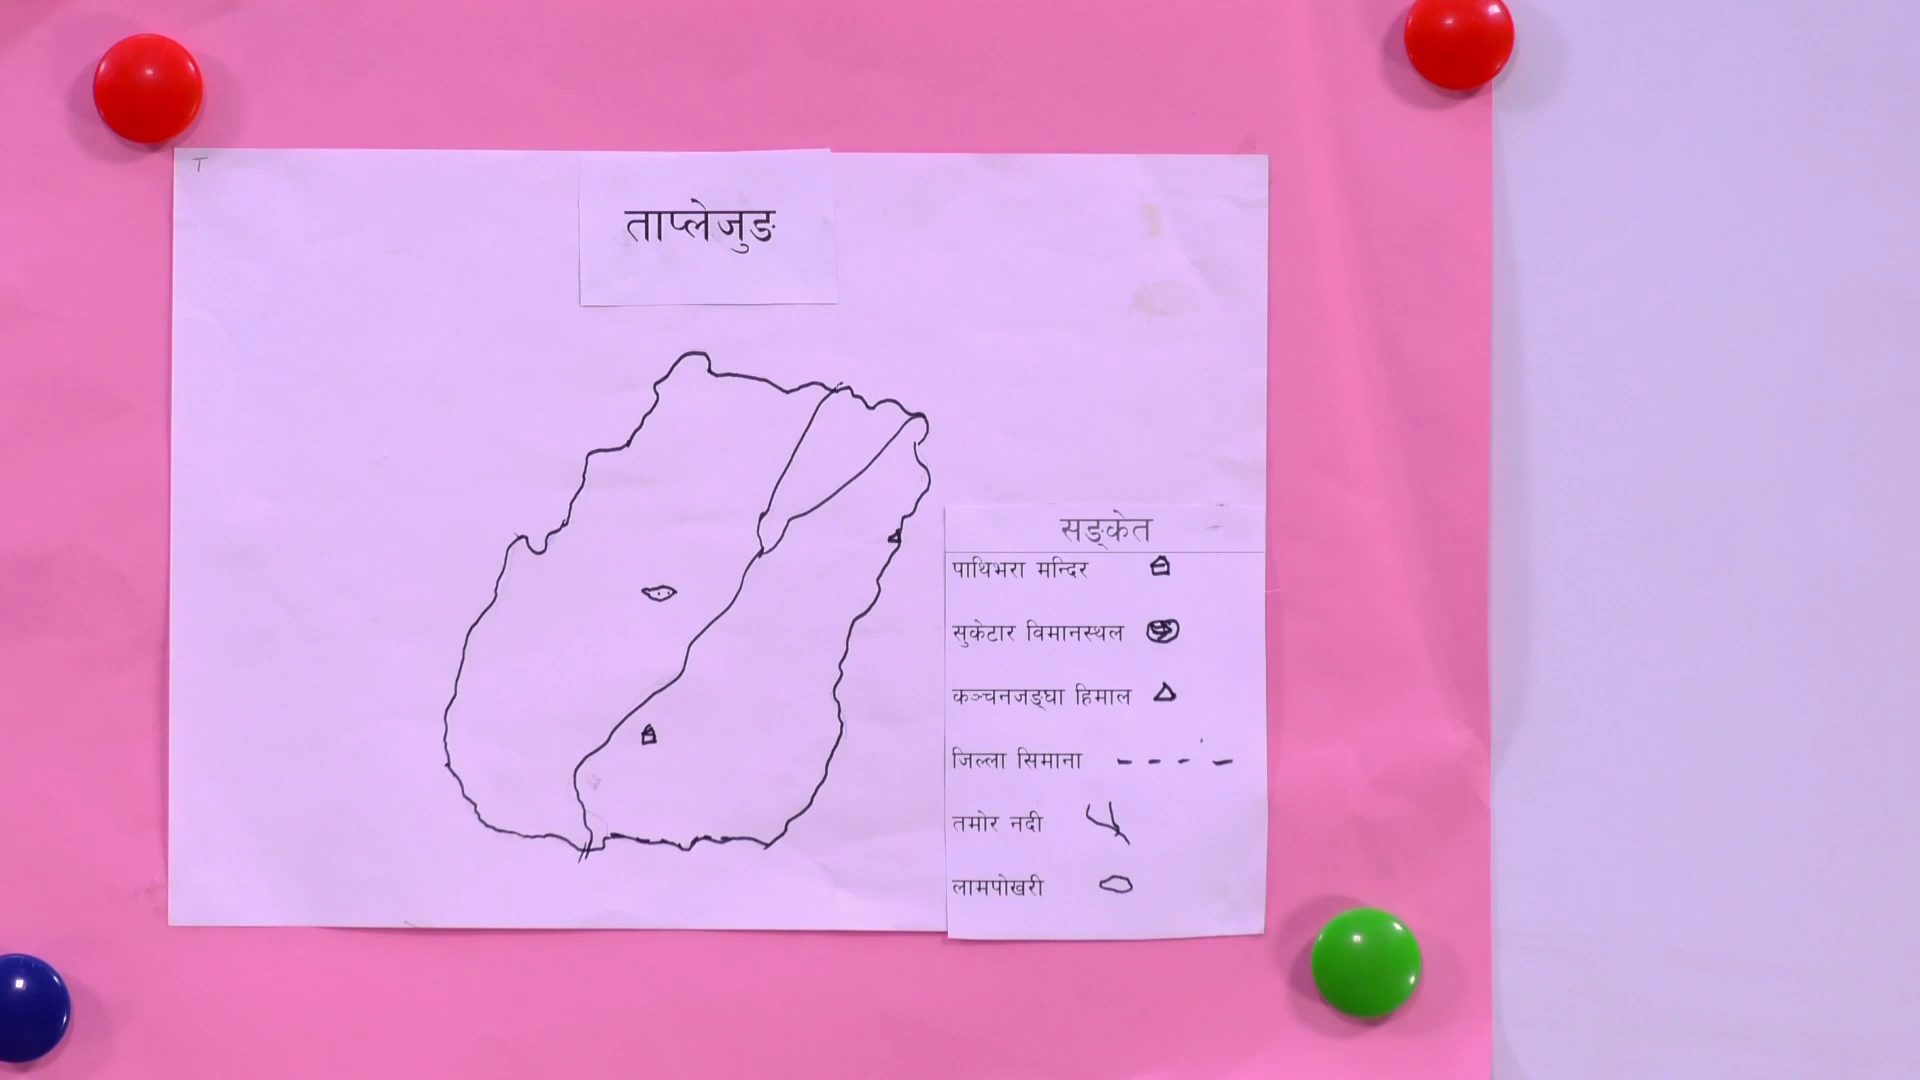 T
ताप्लेजुङ
सङ्केत
पाथिभरा मन्दिर
सुकेटार विमानस्थल
कञ्चनजङ्घा हिमाल
जिल्ला सिमाना
तमोर नदी
लामपोखरी